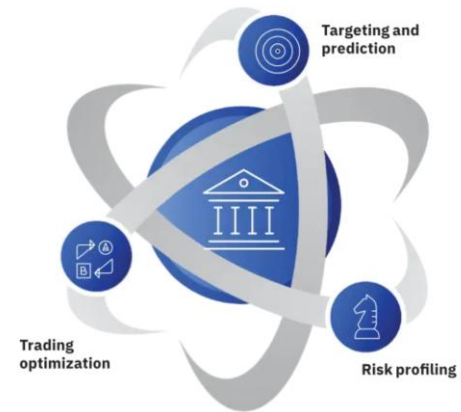 Targeting and
prediction
A
B
Trading
optimization
Risk profiling